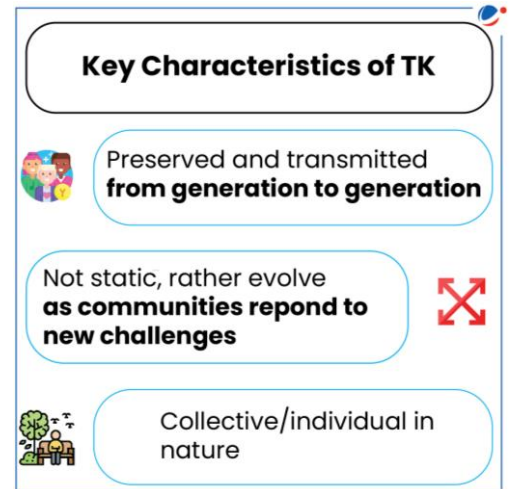 Key Characteristics of TK
Preserved and transmitted
from generation to generation
Not static, rather evolve
as communities repond to
new challenges
Collective/individual in
nature